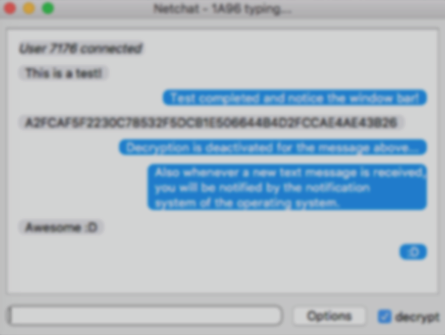 Netchat - 1A96 typing...
User 7176 connected
This is a test!
Test completed and notice the window bar!
A2FCAF5F2230C78532F5DCB1E506644B4D2FCCAE4AE43B26
Decryption is deactivated for the message above...
Also whenever a new text message is received,
you will be notified by the notification
system of the operating system.
Awesome :D
:D
Options
decrypt